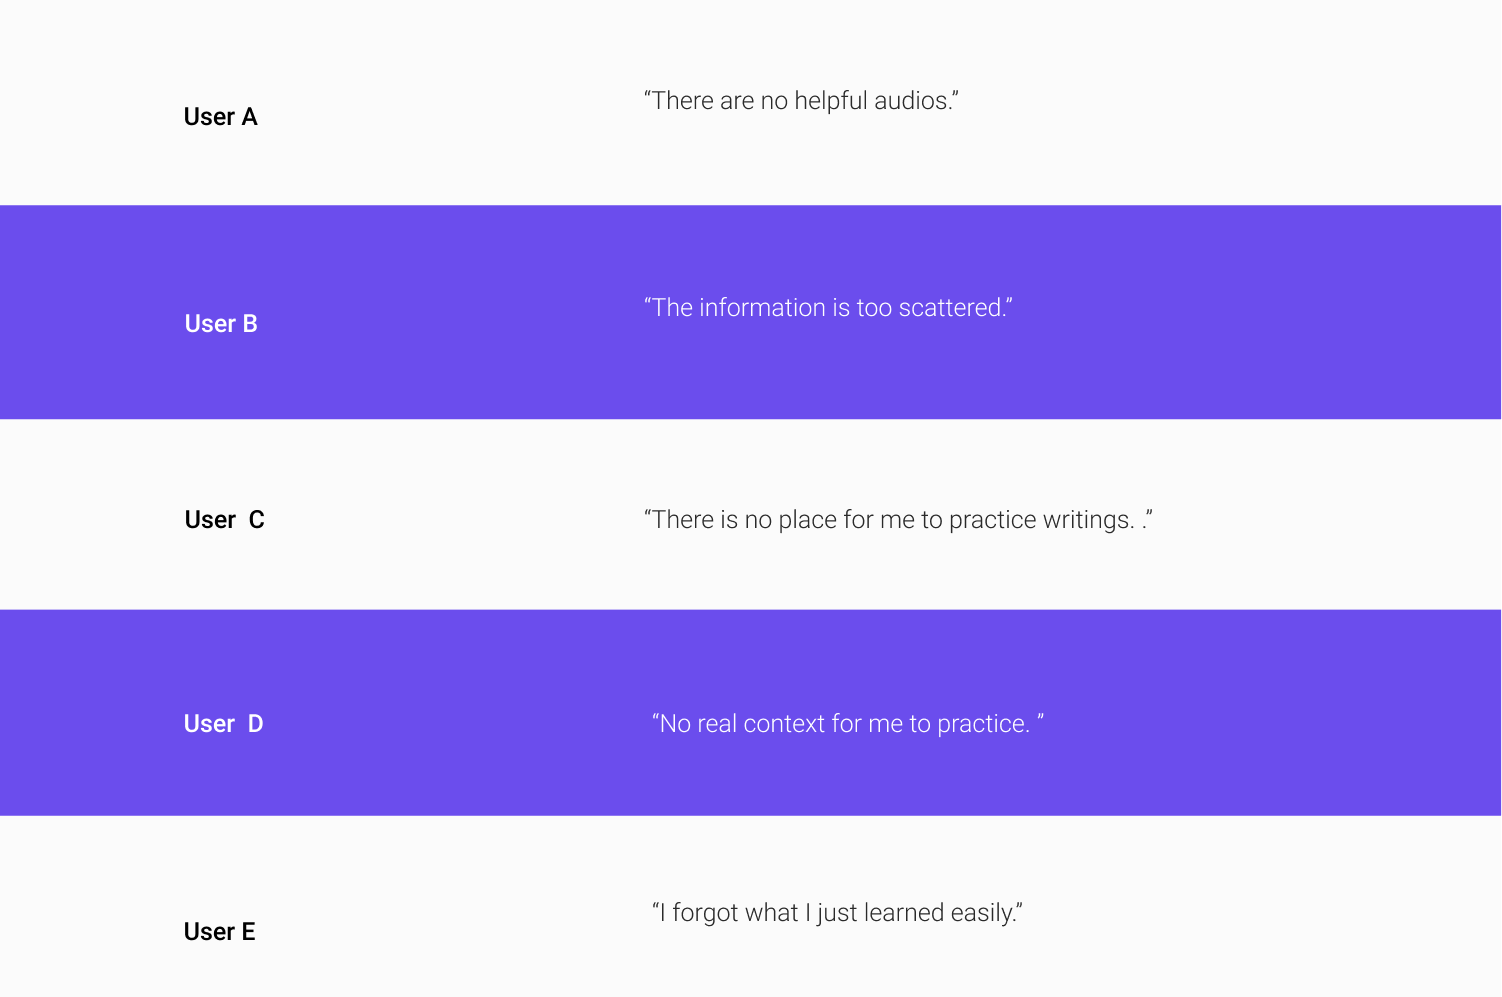 User A
“There are no helpful audios.”
User B
“The information is too scattered.”
User  C
“There is no place for me to practice writings. .”
User  D
“No real context for me to practice. ”
User E
“I forgot what I just learned easily.”